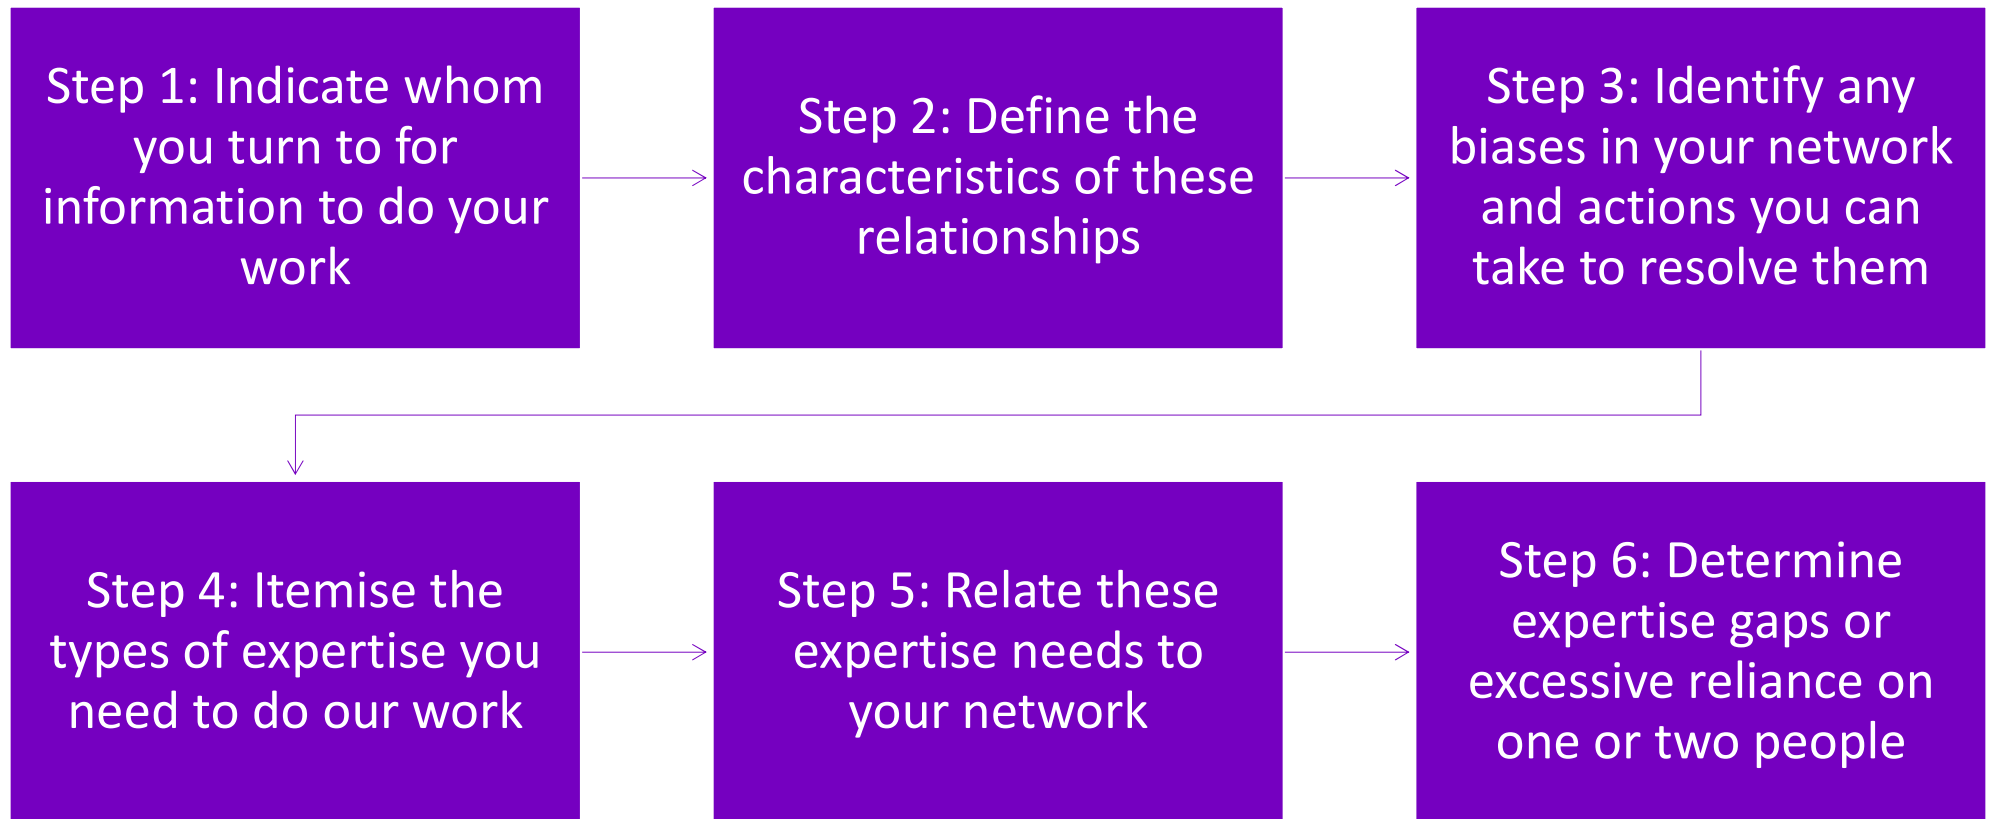 Step 1: Indicate whom
you turn to for
information to do your
work
Step 2: Define the
characteristics of these
relationships
Step 3: Identify any
biases in your network
and actions you can
take to resolve them
Step 4: Itemise the
types of expertise you
need to do our work
Step 5: Relate these
expertise needs to
your network
Step 6: Determine
expertise gaps or
excessive reliance on
one or two people